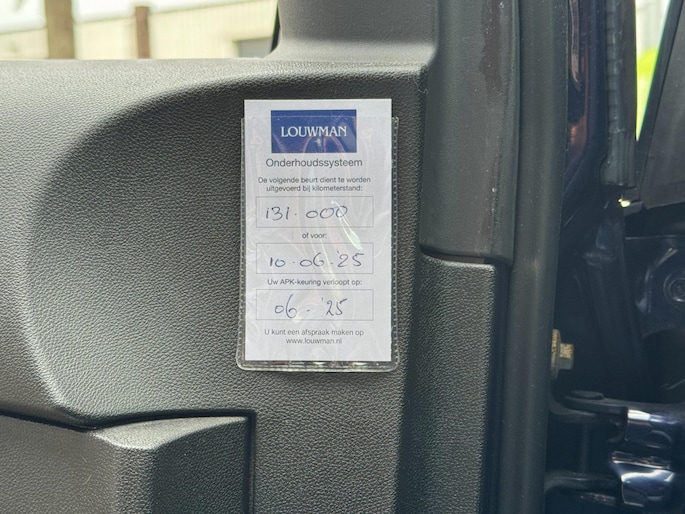 LOUWMAN
Onderhoudssysteem
De volgende beurt dient te worden
uitgevoerd bij kilometerstand:
131.000
of voor:
10-06-'25
Uw APK-keuring verloopt op:
06-'25
U kunt een afspraak maken op
www.louwman.nl